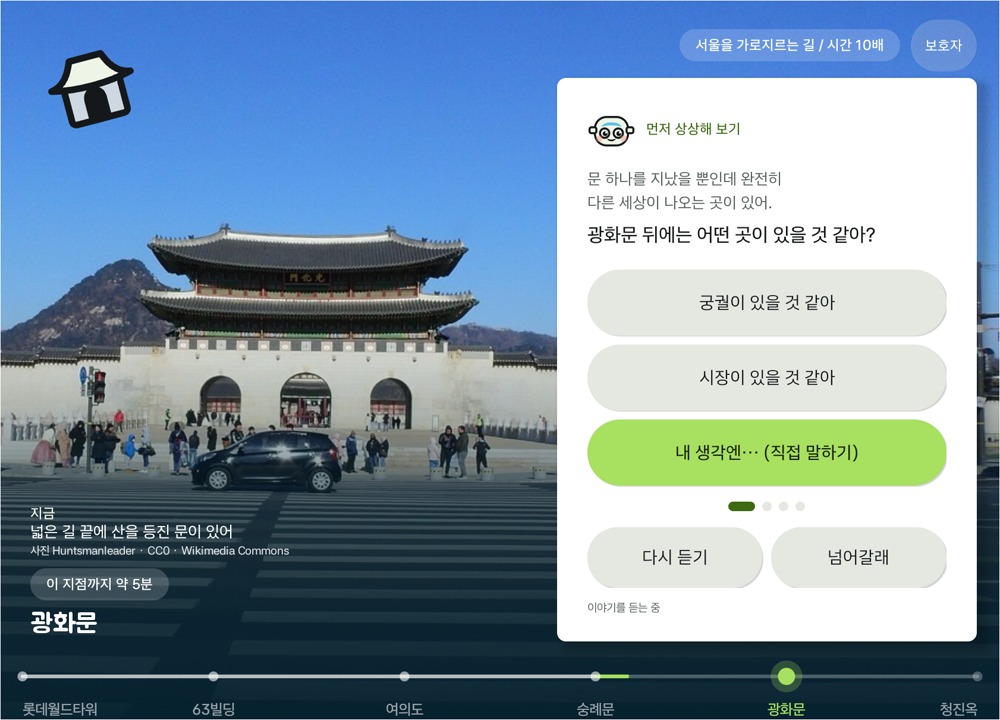 서울을 가로지르는 길 / 시간 10배
보호자
먼저 상상해 보기
문 하나를 지났을 뿐인데 완전히
다른 세상이 나오는 곳이 있어.
광화문 뒤에는 어떤 곳이 있을 것 같아?
궁궐이 있을 것 같아
시장이 있을 것 같아
내 생각엔… (직접 말하기)
다시 듣기
넘어갈래
이야기를 듣는 중
門化光
지금
넓은 길 끝에 산을 등진 문이 있어
사진 Huntsmanleader · CC0 · Wikimedia Commons
이 지점까지 약 5분
광화문
롯데월드타워
63빌딩
여의도
숭례문
광화문
청진옥